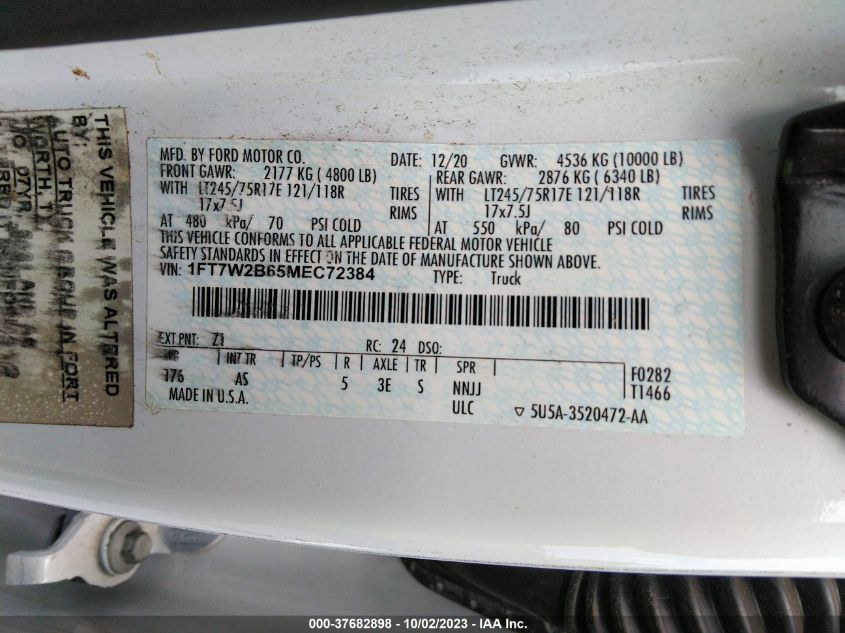 THIS VEHICLE WAS ALTERED
BY:
AUTO TRUCK GROUP IN FORT
WORTH, TX
MFD. BY FORD MOTOR CO.
DATE: 12/20
GVWR: 4536 KG (10000 LB)
FRONT GAWR: 2177 KG ( 4800 LB)
REAR GAWR: 2876 KG ( 6340 LB)
WITH LT245/75R17E 121/118R TIRES
WITH LT245/75R17E 121/118R TIRES
17x7.5J RIMS
17x7.5J RIMS
AT 480 kPa/ 70 PSI COLD
AT 550 kPa/ 80 PSI COLD
THIS VEHICLE CONFORMS TO ALL APPLICABLE FEDERAL MOTOR VEHICLE
SAFETY STANDARDS IN EFFECT ON THE DATE OF MANUFACTURE SHOWN ABOVE.
VIN: 1FT7W2B65MEC72384
TYPE: Truck
EXT PNT: Z1 RC: 24 DSO:
WB INT TR TP/PS R AXLE TR SPR
176 AS 5 3E S NNJJ
F0282
T1466
MADE IN U.S.A.
ULC
▽ 5U5A-3520472-AA
000-37682898 - 10/02/2023 - IAA Inc.